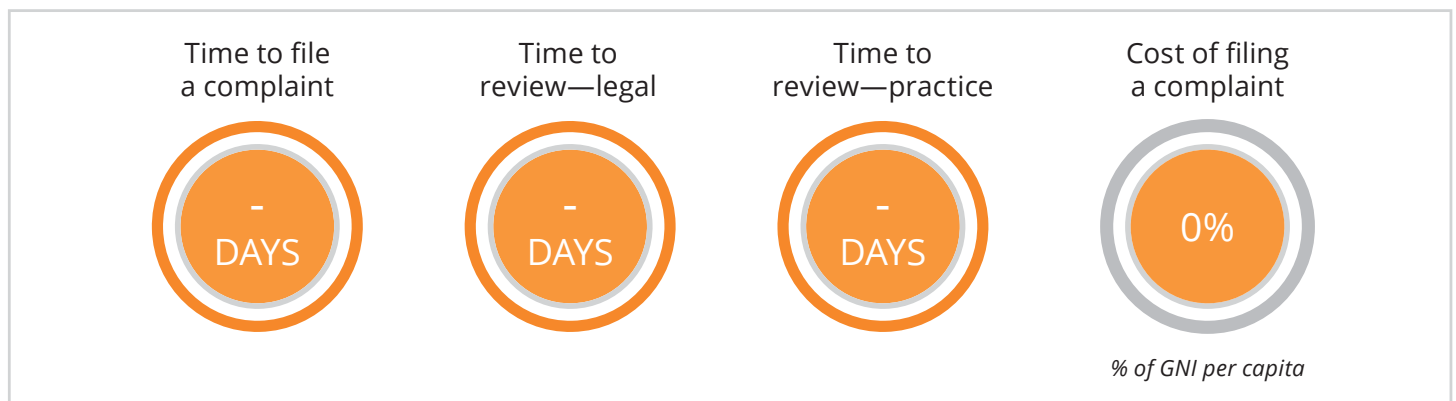 Time to file
a complaint
Time to
review—legal
Time to
review—practice
Cost of filing
a complaint
-
DAYS
-
DAYS
-
DAYS
0%
% of GNI per capita